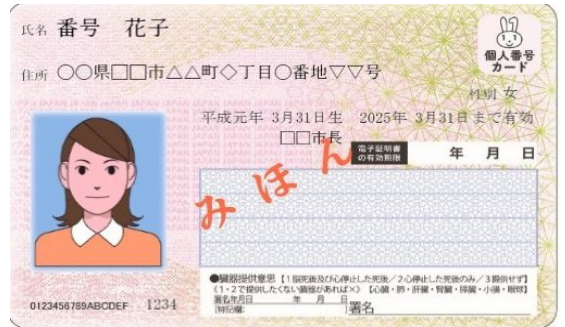 氏名 番号 花子
個人番号
カード
住所 ○○県□□市△△町◇丁目○番地▽▽号
性別 女
平成元年 3月31日生 2025年 3月31日まで有効
□□市長
電子証明書
の有効期限
年 月 日
みほん
●臓器提供意思【1脳死後及び心停止した死後／2心停止した死後のみ／3提供せず】
《1・2で提供したくない臓器があれば×》【心臓・肺・肝臓・腎臓・膵臓・小腸・眼球】
署名年月日 年 月 日
[特記欄: ] 署名
0123456789ABCDEF 1234